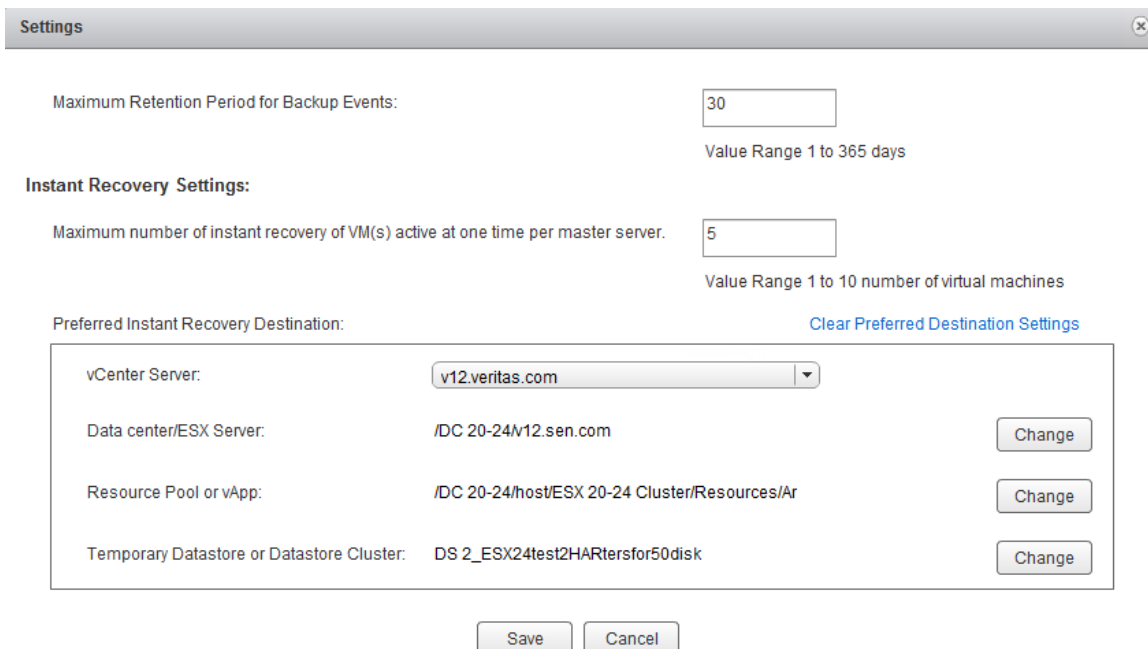 Settings
Maximum Retention Period for Backup Events: 30
Value Range 1 to 365 days
Instant Recovery Settings:
Maximum number of instant recovery of VM(s) active at one time per master server. 5
Value Range 1 to 10 number of virtual machines
Preferred Instant Recovery Destination: Clear Preferred Destination Settings
vCenter Server: v12.veritas.com
Data center/ESX Server: /DC 20-24/v12.sen.com Change
Resource Pool or vApp: /DC 20-24/host/ESX 20-24 Cluster/Resources/Ar Change
Temporary Datastore or Datastore Cluster: DS 2_ESX24test2HARtersfor50disk Change
Save Cancel